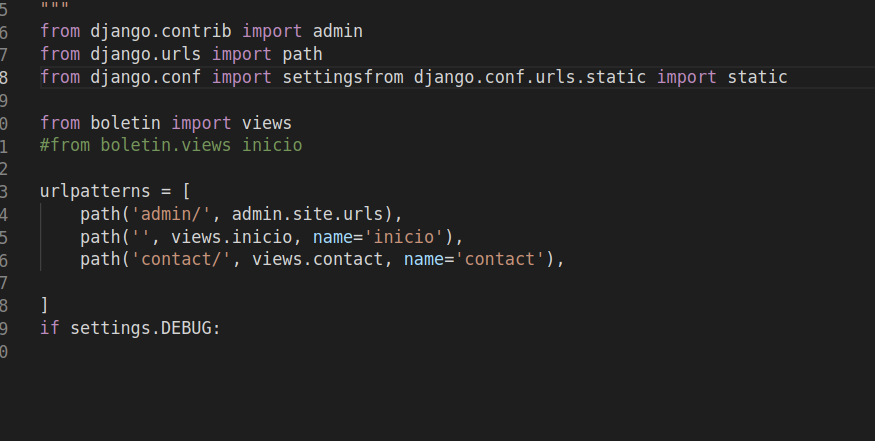 5 """
6 from django.contrib import admin
7 from django.urls import path
8 from django.conf import settingsfrom django.conf.urls.static import static
9
0 from boletin import views
1 #from boletin.views inicio
2
3 urlpatterns = [
4     path('admin/', admin.site.urls),
5     path('', views.inicio, name='inicio'),
6     path('contact/', views.contact, name='contact'),
7
8 ]
9 if settings.DEBUG:
0